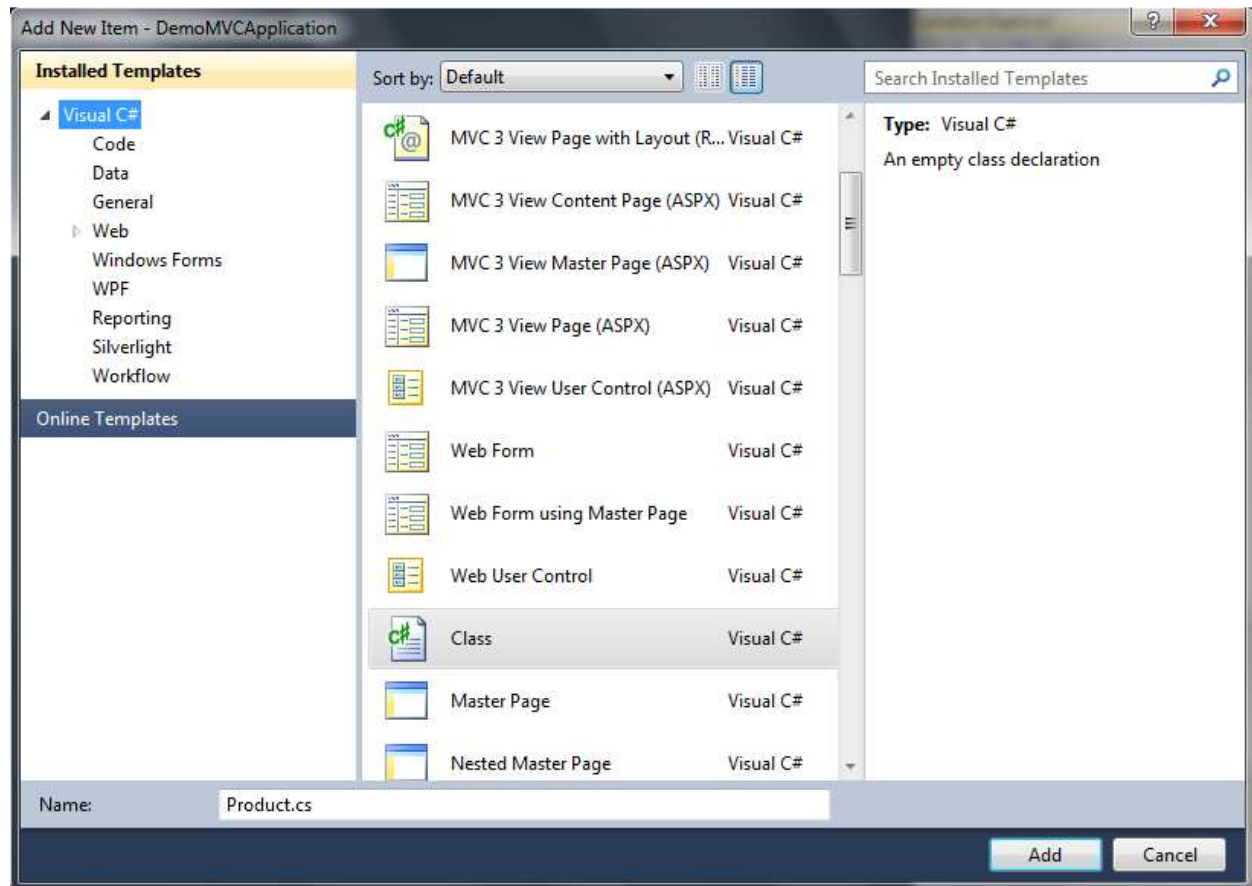 Add New Item - DemoMVCApplication
Installed Templates
Visual C#
Code
Data
General
Web
Windows Forms
WPF
Reporting
Silverlight
Workflow
Online Templates
Sort by: Default
Search Installed Templates
MVC 3 View Page with Layout (R... Visual C#
MVC 3 View Content Page (ASPX) Visual C#
MVC 3 View Master Page (ASPX) Visual C#
MVC 3 View Page (ASPX) Visual C#
MVC 3 View User Control (ASPX) Visual C#
Web Form Visual C#
Web Form using Master Page Visual C#
Web User Control Visual C#
Class Visual C#
Master Page Visual C#
Nested Master Page Visual C#
Type: Visual C#
An empty class declaration
Name: Product.cs
Add Cancel